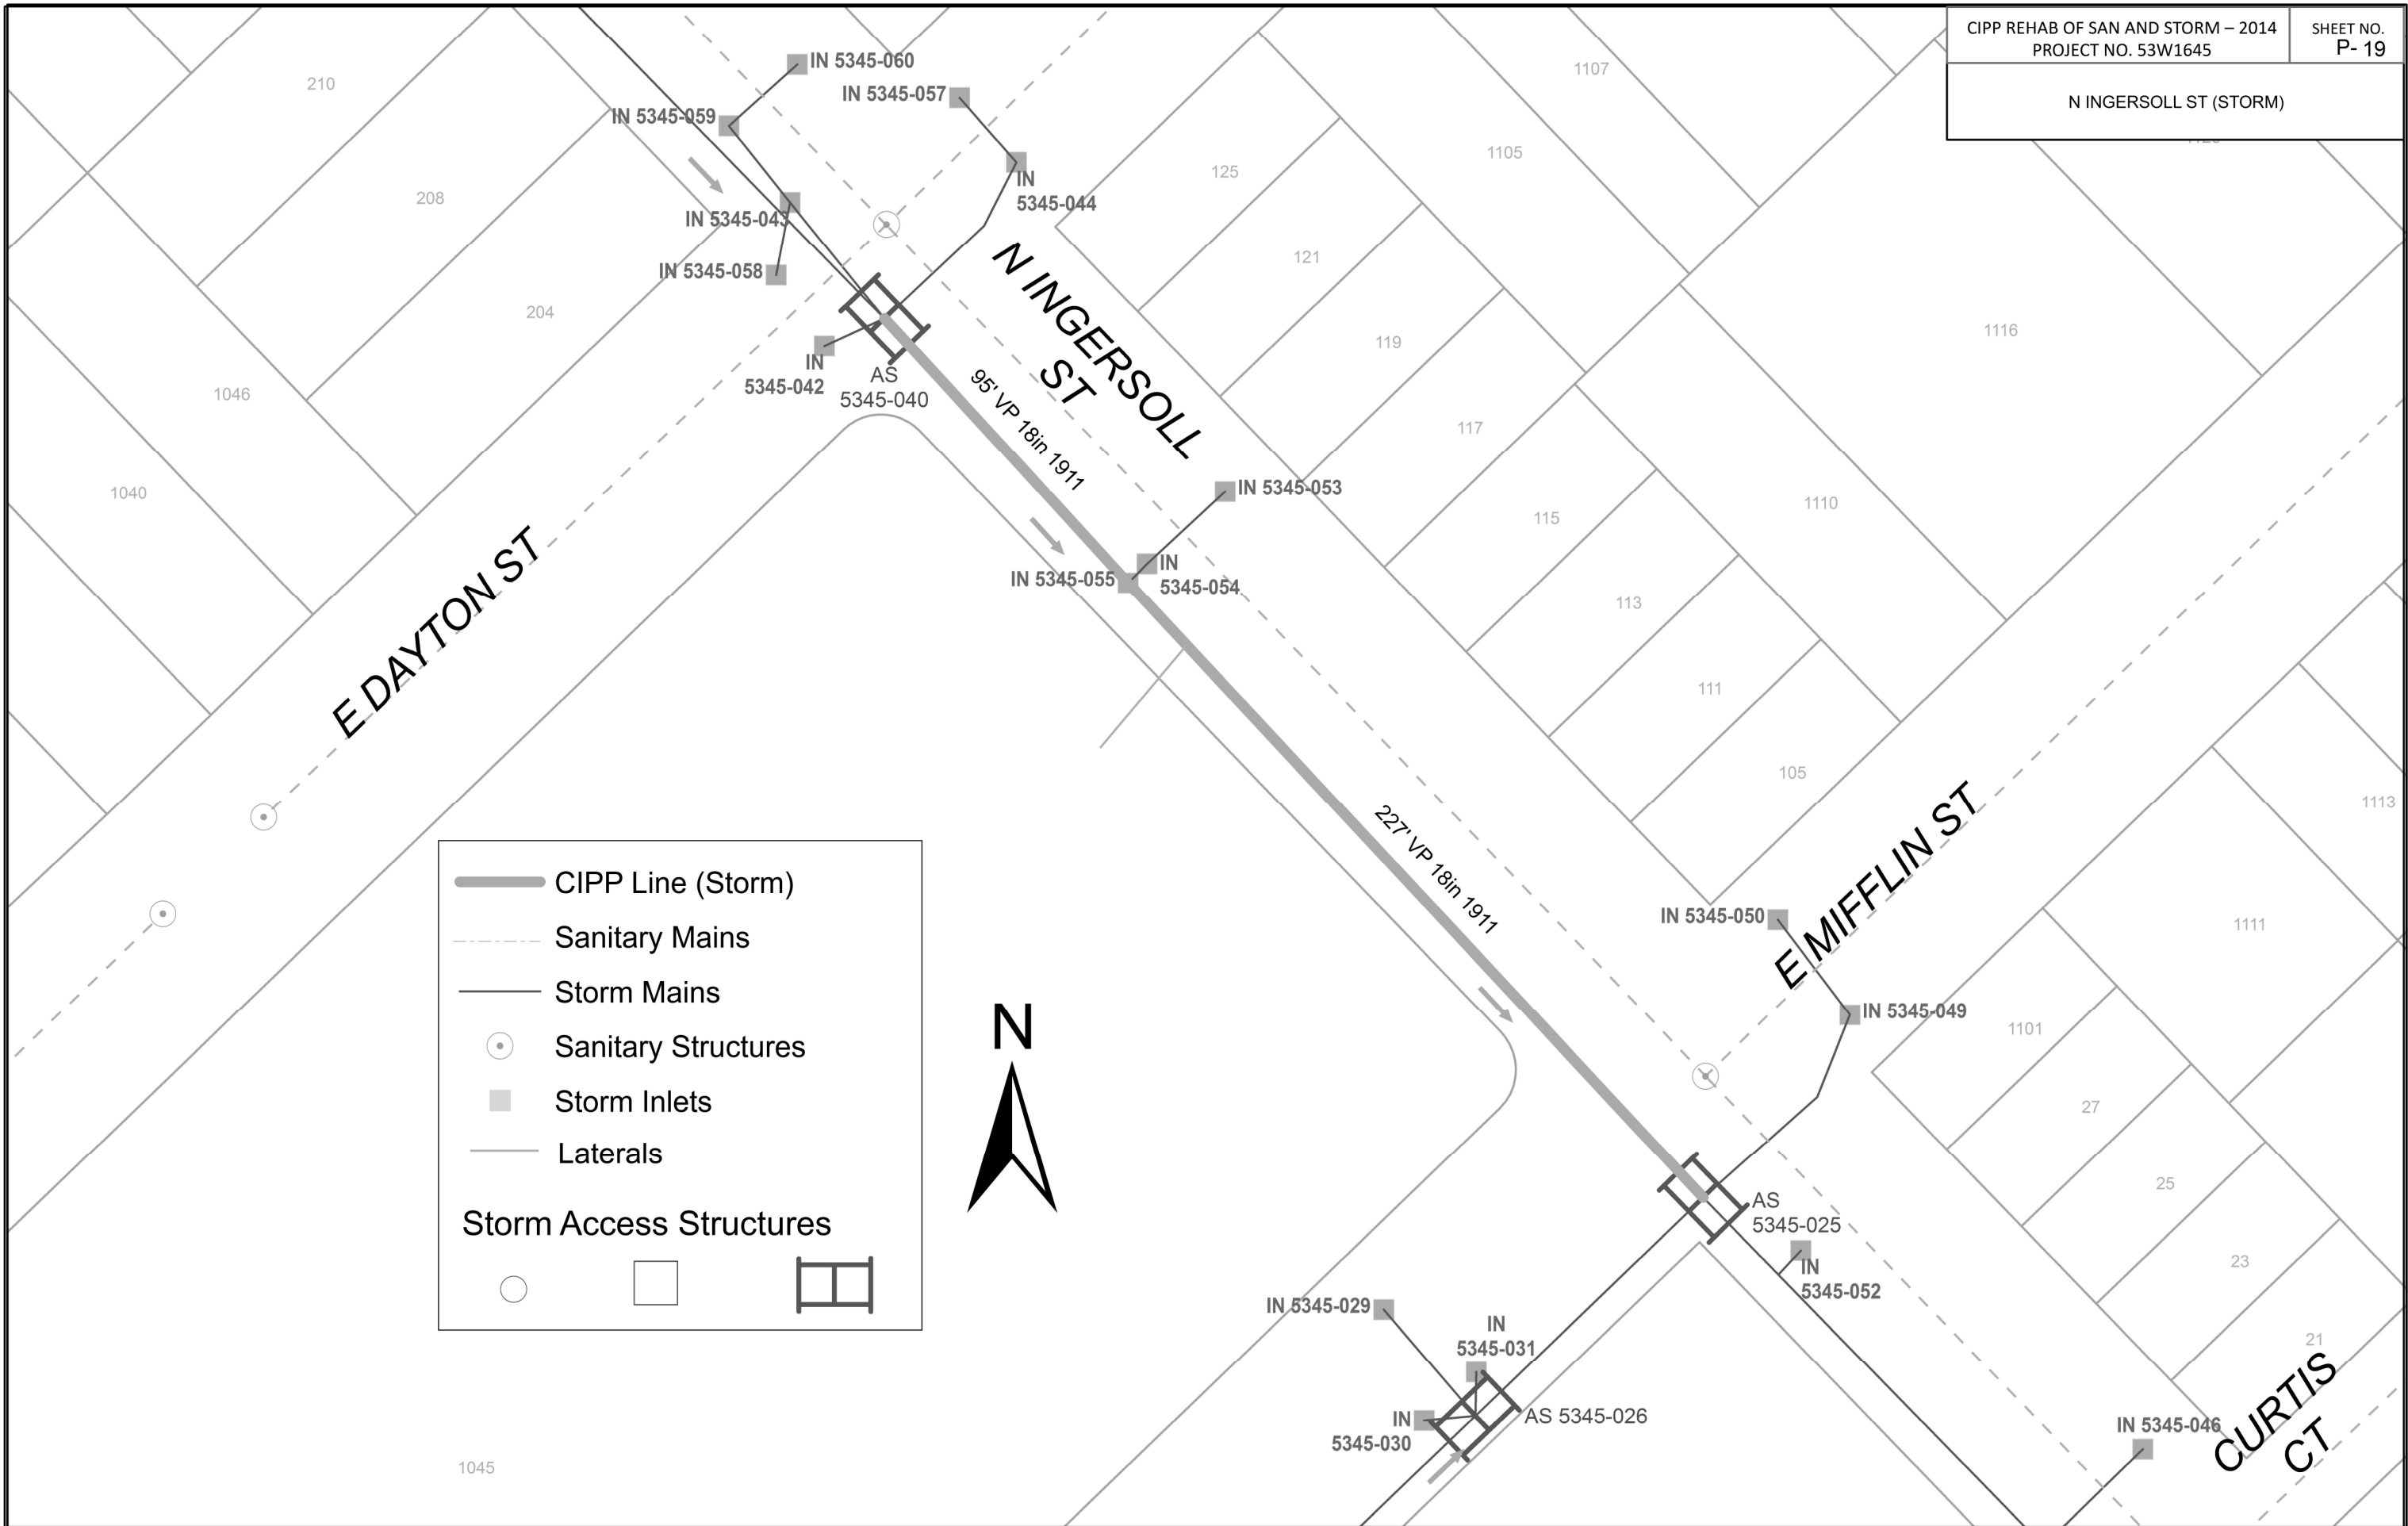 CIPP REHAB OF SAN AND STORM – 2014
PROJECT NO. 53W1645
SHEET NO.
P- 19
N INGERSOLL ST (STORM)
IN 5345-060
IN 5345-057
IN 5345-059
IN
5345-044
IN 5345-043
IN 5345-058
IN
5345-042
AS
5345-040
210
208
204
1046
1040
1107
1105
125
121
119
117
115
113
111
105
1116
1110
N INGERSOLL
ST
95' VP 18in 1911
IN 5345-053
IN
5345-054
IN 5345-055
E DAYTON ST
227' VP 18in 1911
E MIFFLIN ST
1113
1111
1101
27
25
23
21
IN 5345-050
IN 5345-049
AS
5345-025
IN
5345-052
IN 5345-029
IN
5345-031
IN
5345-030
AS 5345-026
IN 5345-046
CURTIS
CT
1045
CIPP Line (Storm)
Sanitary Mains
Storm Mains
Sanitary Structures
Storm Inlets
Laterals
Storm Access Structures
N